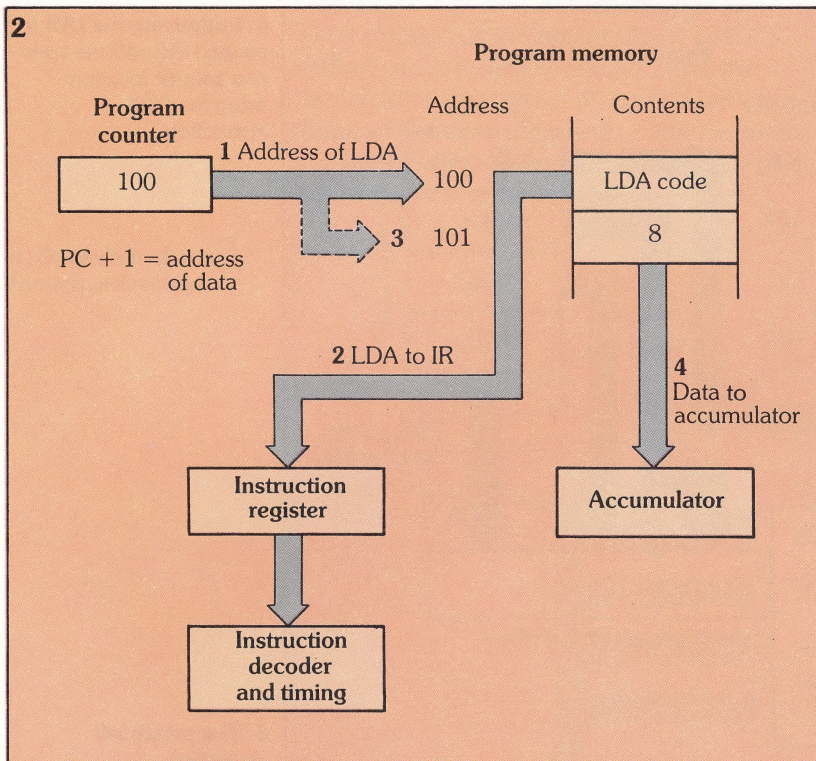 2
Program memory
Program
counter
Address
Contents
1 Address of LDA
100
100
LDA code
3
101
8
PC + 1 = address
of data
2 LDA to IR
4
Data to
accumulator
Instruction
register
Accumulator
Instruction
decoder
and timing